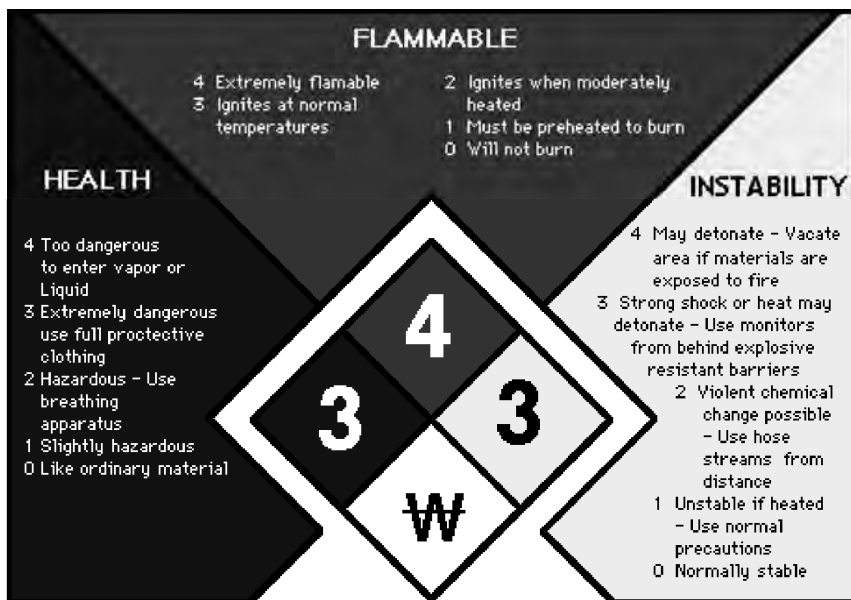 FLAMMABLE
4 Extremely flamable
3 Ignites at normal
temperatures
2 Ignites when moderately
heated
1 Must be preheated to burn
0 Will not burn
HEALTH
4 Too dangerous
to enter vapor or
Liquid
3 Extremely dangerous
use full proctective
clothing
2 Hazardous - Use
breathing
apparatus
1 Slightly hazardous
0 Like ordinary material
INSTABILITY
4 May detonate - Vacate
area if materials are
exposed to fire
3 Strong shock or heat may
detonate - Use monitors
from behind explosive
resistant barriers
2 Violent chemical
change possible
- Use hose
streams from
distance
1 Unstable if heated
- Use normal
precautions
0 Normally stable
4
3
3
W